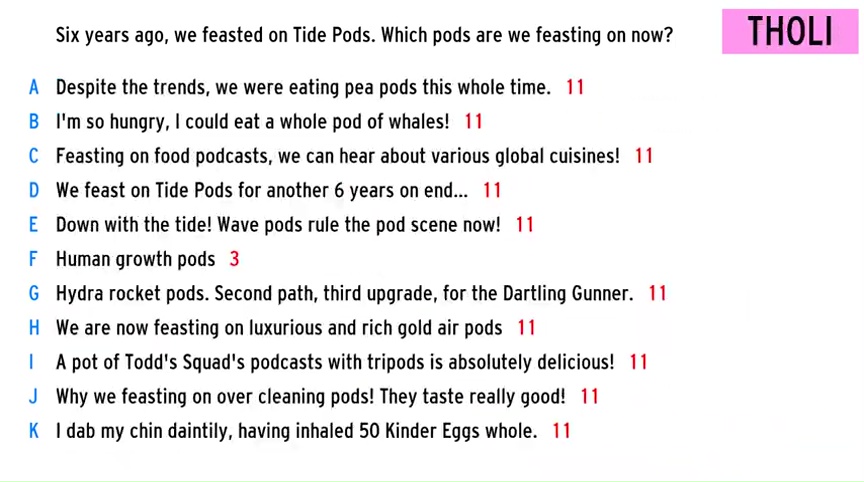 Six years ago, we feasted on Tide Pods. Which pods are we feasting on now?
THOLI
A Despite the trends, we were eating pea pods this whole time. 11
B I'm so hungry, I could eat a whole pod of whales! 11
C Feasting on food podcasts, we can hear about various global cuisines! 11
D We feast on Tide Pods for another 6 years on end... 11
E Down with the tide! Wave pods rule the pod scene now! 11
F Human growth pods 3
G Hydra rocket pods. Second path, third upgrade, for the Dartling Gunner. 11
H We are now feasting on luxurious and rich gold air pods 11
I A pot of Todd's Squad's podcasts with tripods is absolutely delicious! 11
J Why we feasting on over cleaning pods! They taste really good! 11
K I dab my chin daintily, having inhaled 50 Kinder Eggs whole. 11